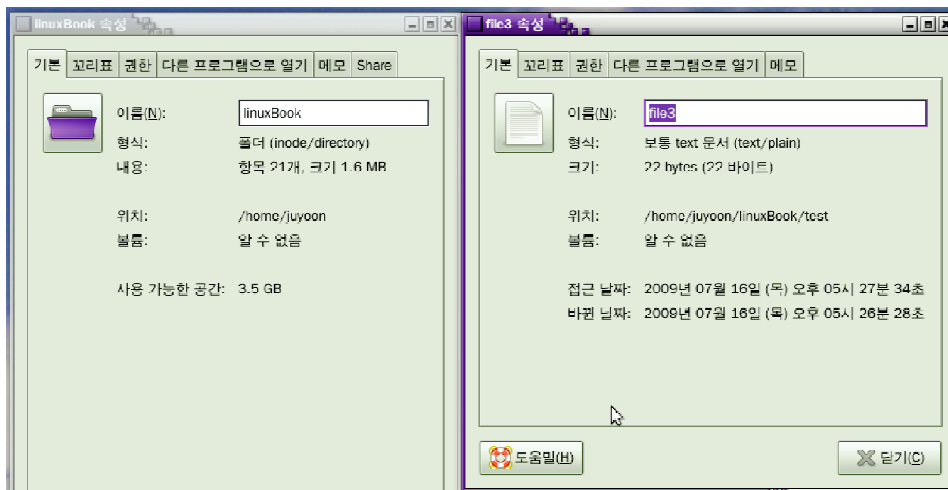 linuxBook 속성
기본 꼬리표 권한 다른 프로그램으로 열기 메모 Share
이름(N): linuxBook
형식: 폴더 (inode/directory)
내용: 항목 21개, 크기 1.6 MB
위치: /home/juyoon
볼륨: 알 수 없음
사용 가능한 공간: 3.5 GB
file3 속성
기본 꼬리표 권한 다른 프로그램으로 열기 메모
이름(N): file3
형식: 보통 text 문서 (text/plain)
크기: 22 bytes (22 바이트)
위치: /home/juyoon/linuxBook/test
볼륨: 알 수 없음
접근 날짜: 2009년 07월 16일 (목) 오후 05시 27분 34초
바뀐 날짜: 2009년 07월 16일 (목) 오후 05시 26분 28초
도움말(H)
닫기(C)